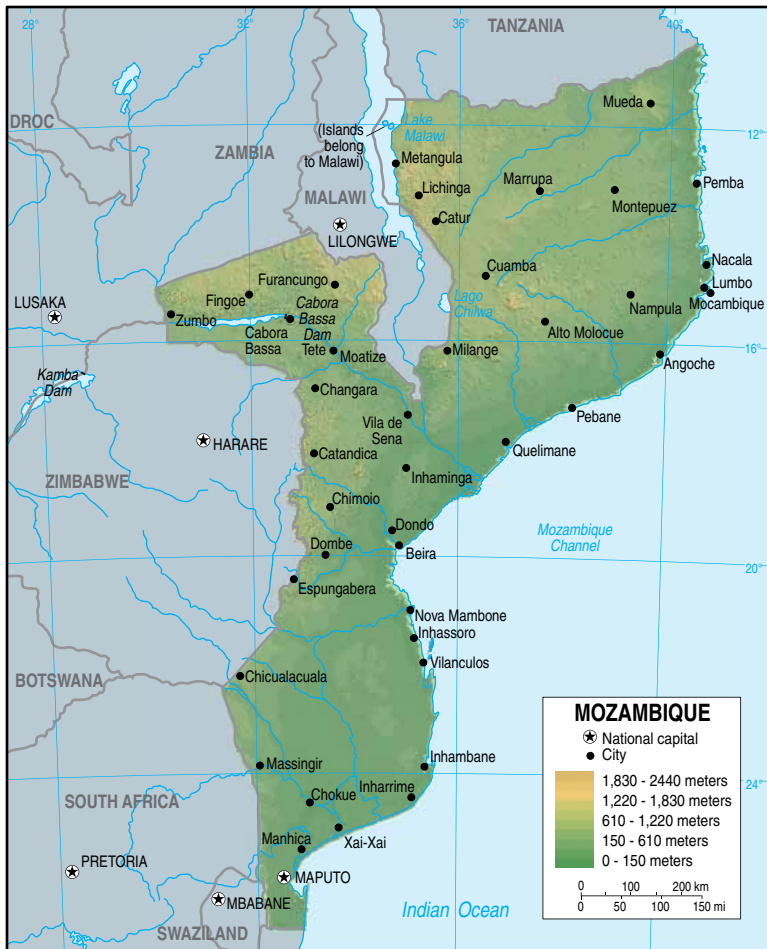 28°
32°
36°
40°
TANZANIA
DROC
ZAMBIA
(Islands
belong
to Malawi)
Lake
Malawi
Mueda
12°
Metangula
Lichinga
Marrupa
Montepuez
Pemba
MALAWI
LILONGWE
Catur
Cuamba
Nacala
Lumbo
Mocambique
Furancungo
Fingoe
Cabora
Bassa
Dam
LUSAKA
Zumbo
Cabora
Bassa
Tete
Moatize
Lago
Chilwa
Nampula
Alto Molocue
Milange
16°
Angoche
Kamba
Dam
Changara
Vila de
Sena
Pebane
HARARE
Catandica
Quelimane
ZIMBABWE
Inhaminga
Chimoio
Dondo
Mozambique
Channel
Dombe
Beira
20°
Espungabera
Nova Mambone
Inhassoro
Vilanculos
BOTSWANA
Chicualacuala
Massingir
Inhambane
24°
SOUTH AFRICA
Chokue
Inharrime
Xai-Xai
Manhica
PRETORIA
MAPUTO
MBABANE
SWAZILAND
Indian Ocean
MOZAMBIQUE
National capital
City
1,830 - 2440 meters
1,220 - 1,830 meters
610 - 1,220 meters
150 - 610 meters
0 - 150 meters
0 100 200 km
0 50 100 150 mi